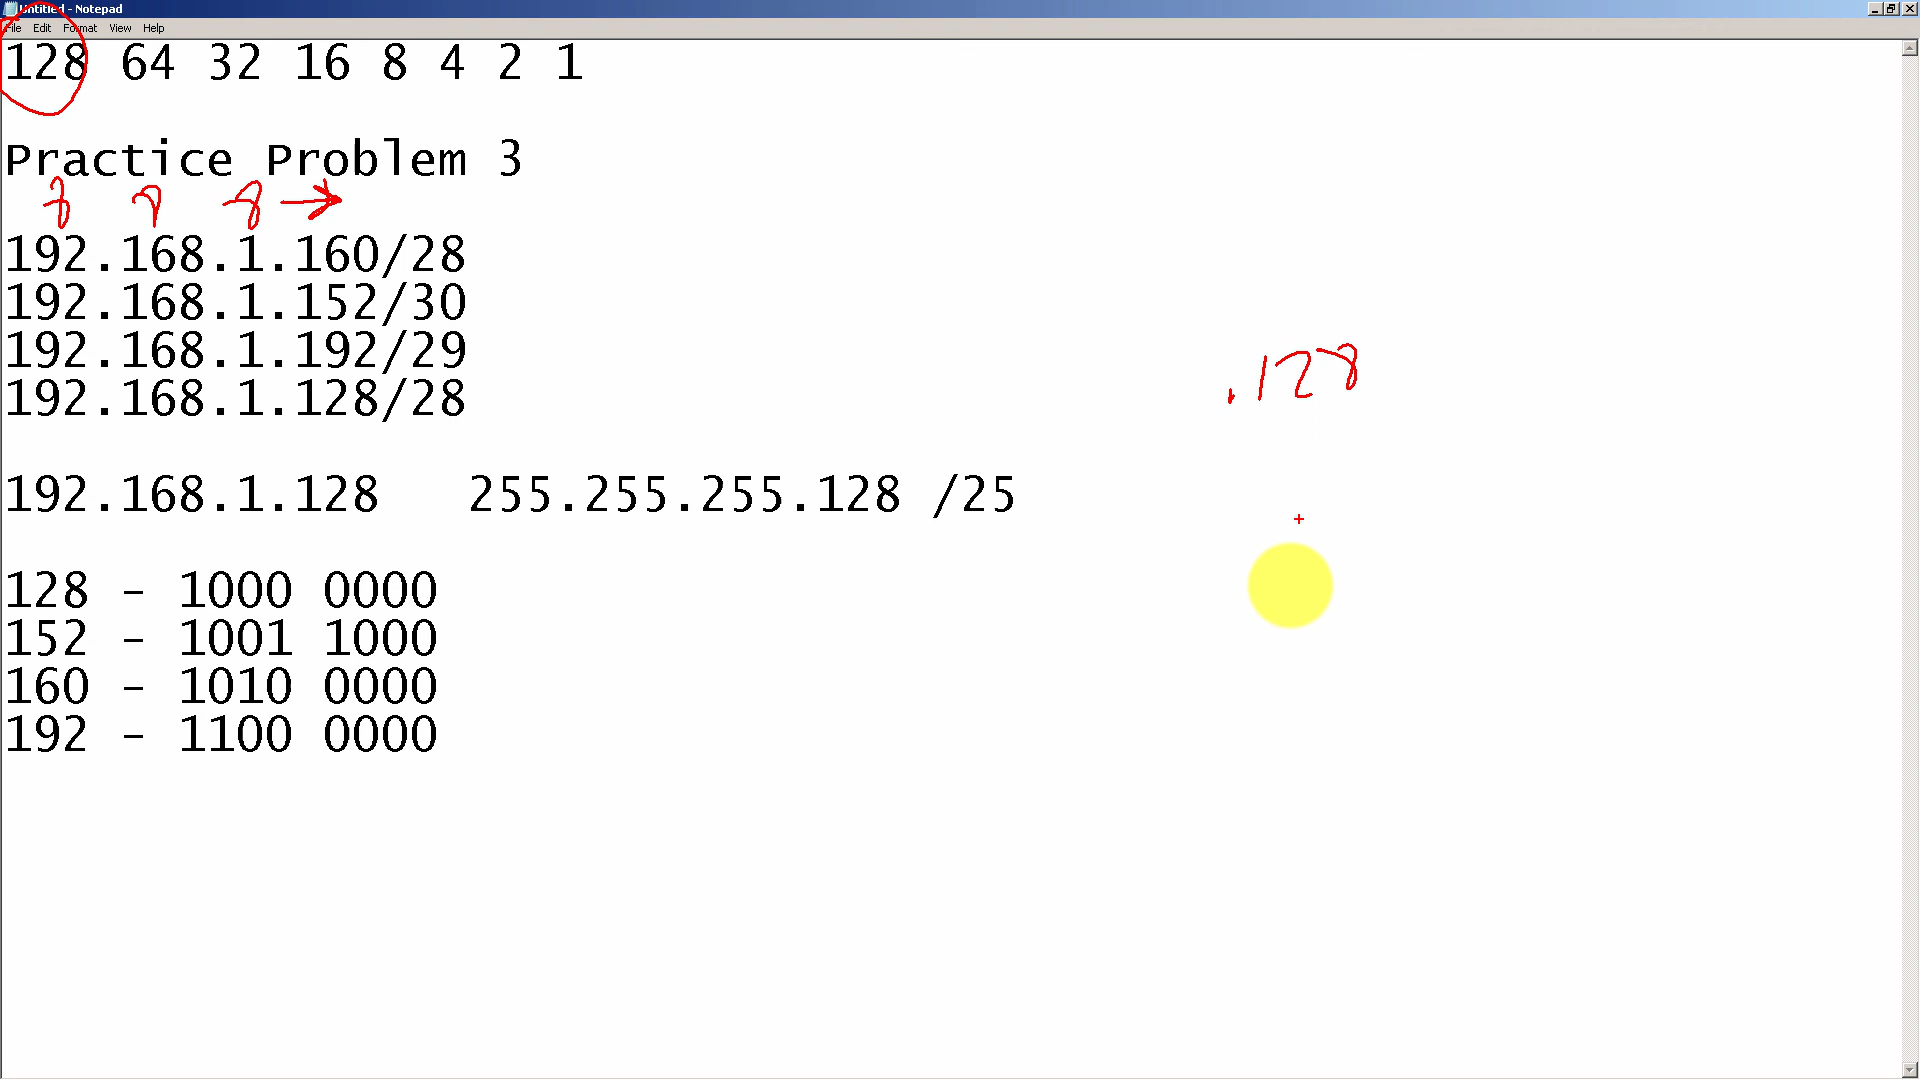 Untitled - Notepad
File Edit Format View Help
128 64 32 16 8 4 2 1
Practice Problem 3
8 8 8
192.168.1.160/28
192.168.1.152/30
192.168.1.192/29
192.168.1.128/28
.128
192.168.1.128 255.255.255.128 /25
128 - 1000 0000
152 - 1001 1000
160 - 1010 0000
192 - 1100 0000